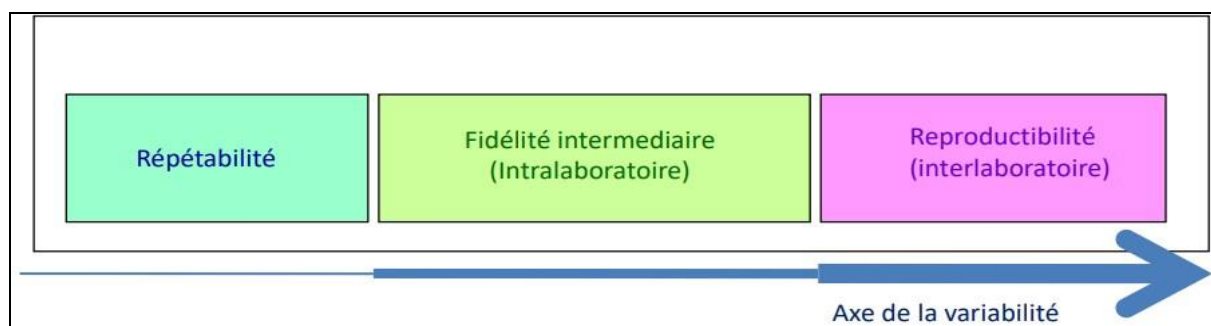 Répétabilité
Fidélité intermediaire
(Intralaboratoire)
Reproductibilité
(interlaboratoire)
Axe de la variabilité